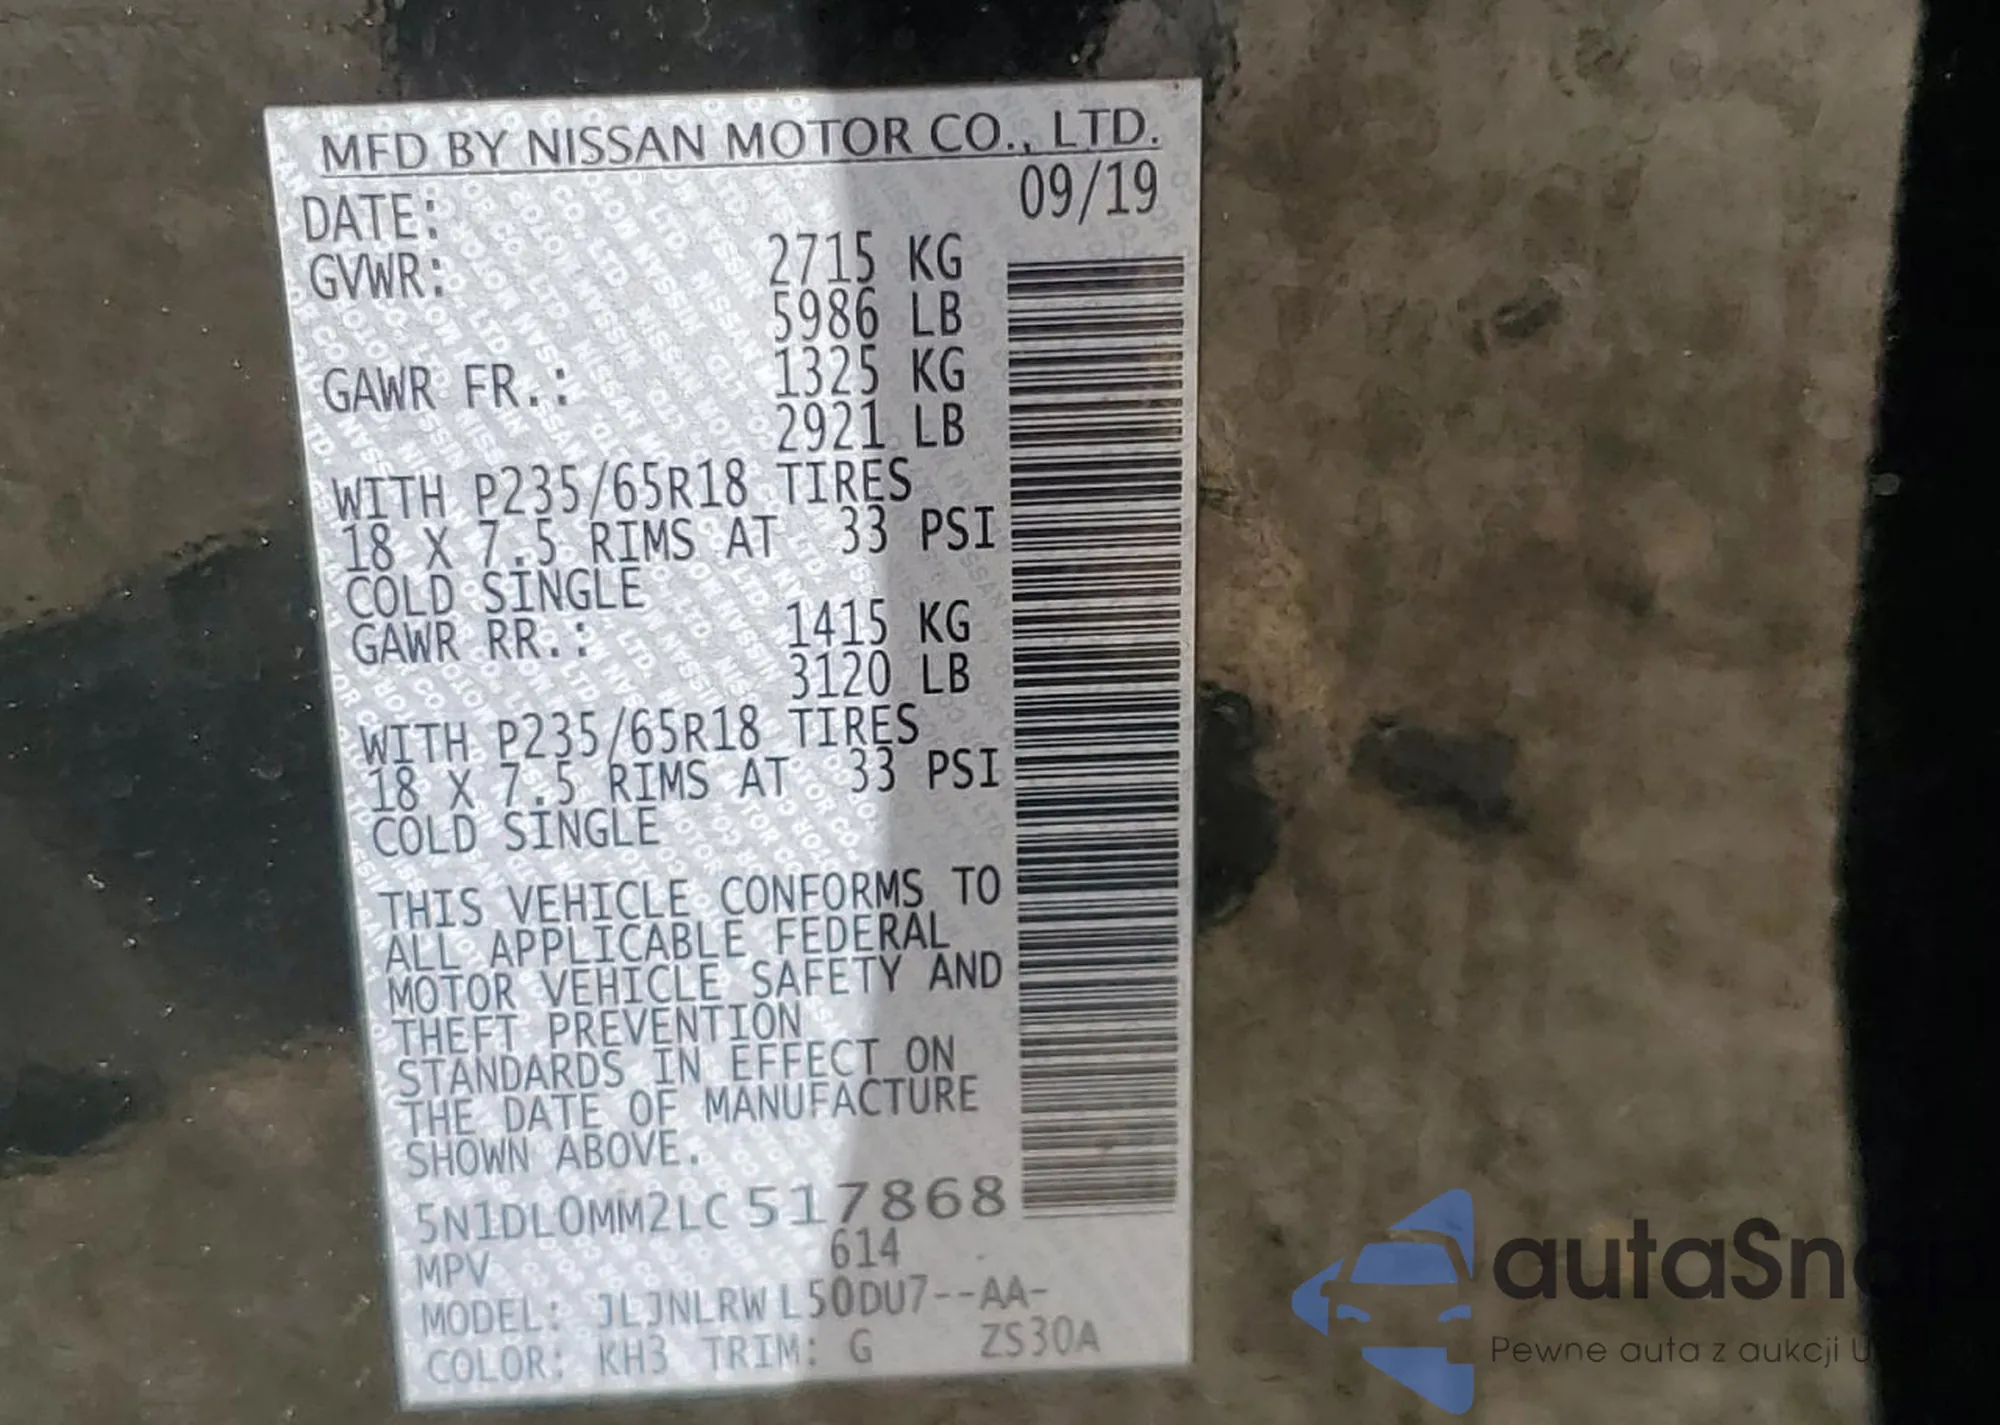 MFD BY NISSAN MOTOR CO., LTD.
DATE: 09/19
GVWR: 2715 KG
5986 LB
GAWR FR.: 1325 KG
2921 LB
WITH P235/65R18 TIRES
18 X 7.5 RIMS AT 33 PSI
COLD SINGLE
GAWR RR.: 1415 KG
3120 LB
WITH P235/65R18 TIRES
18 X 7.5 RIMS AT 33 PSI
COLD SINGLE
THIS VEHICLE CONFORMS TO
ALL APPLICABLE FEDERAL
MOTOR VEHICLE SAFETY AND
THEFT PREVENTION
STANDARDS IN EFFECT ON
THE DATE OF MANUFACTURE
SHOWN ABOVE.
5N1DL0MM2LC517868
MPV 614
MODEL: JLJNLRWL50DU7--AA-
COLOR: KH3 TRIM: G ZS30A
autaSnap
Pewne auta z aukcji U